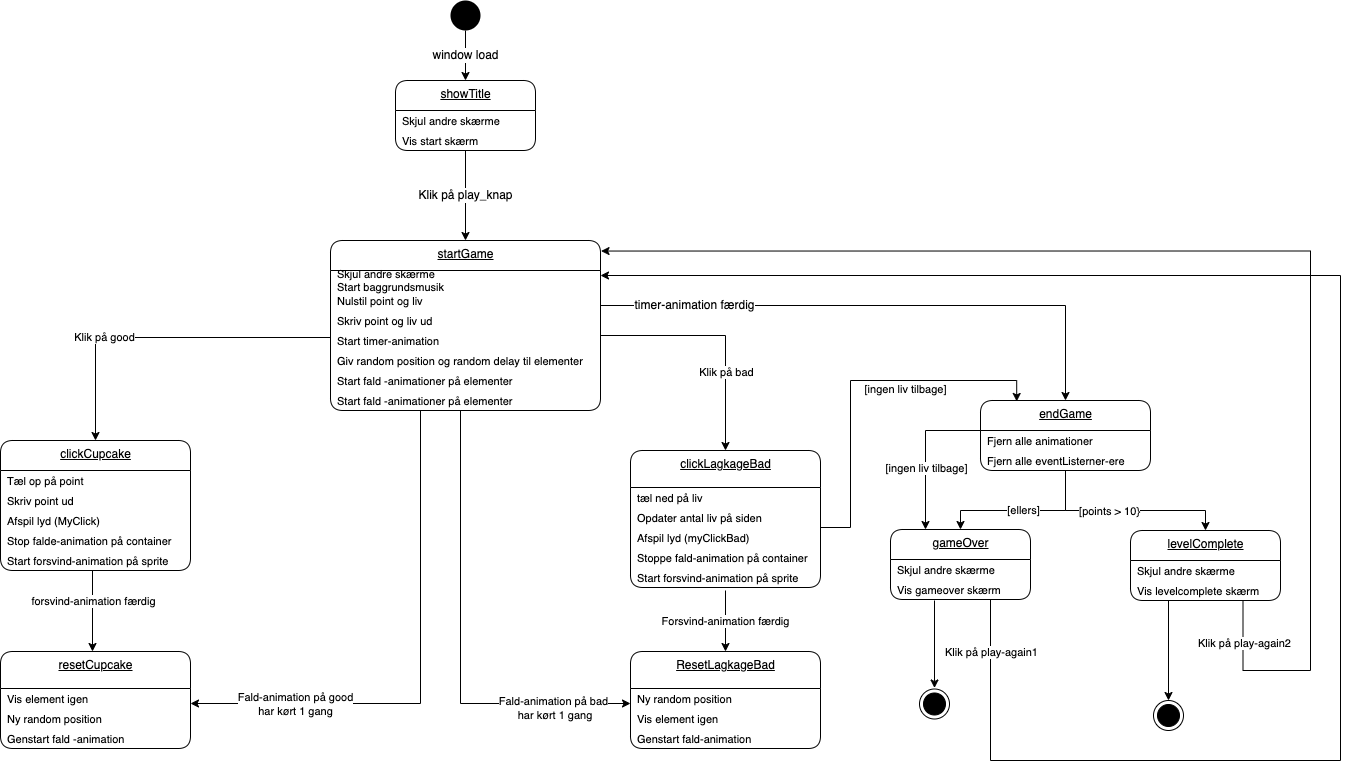 window load
showTitle
Skjul andre skærme
Vis start skærm
Klik på play_knap
startGame
Skjul andre skærme
Start baggrundsmusik
Nulstil point og liv
Skriv point og liv ud
Start timer-animation
Giv random position og random delay til elementer
Start fald -animationer på elementer
Start fald -animationer på elementer
timer-animation færdig
Klik på good
Klik på bad
[ingen liv tilbage]
endGame
Fjern alle animationer
Fjern alle eventListerner-ere
clickCupcake
Tæl op på point
Skriv point ud
Afspil lyd (MyClick)
Stop falde-animation på container
Start forsvind-animation på sprite
clickLagkageBad
tæl ned på liv
Opdater antal liv på siden
Afspil lyd (myClickBad)
Stoppe fald-animation på container
Start forsvind-animation på sprite
[ingen liv tilbage]
[ellers]
[points > 10}
gameOver
Skjul andre skærme
Vis gameover skærm
levelComplete
Skjul andre skærme
Vis levelcomplete skærm
forsvind-animation færdig
Forsvind-animation færdig
Klik på play-again1
Klik på play-again2
resetCupcake
Vis element igen
Ny random position
Genstart fald -animation
Fald-animation på good
har kørt 1 gang
Fald-animation på bad
har kørt 1 gang
ResetLagkageBad
Ny random position
Vis element igen
Genstart fald-animation